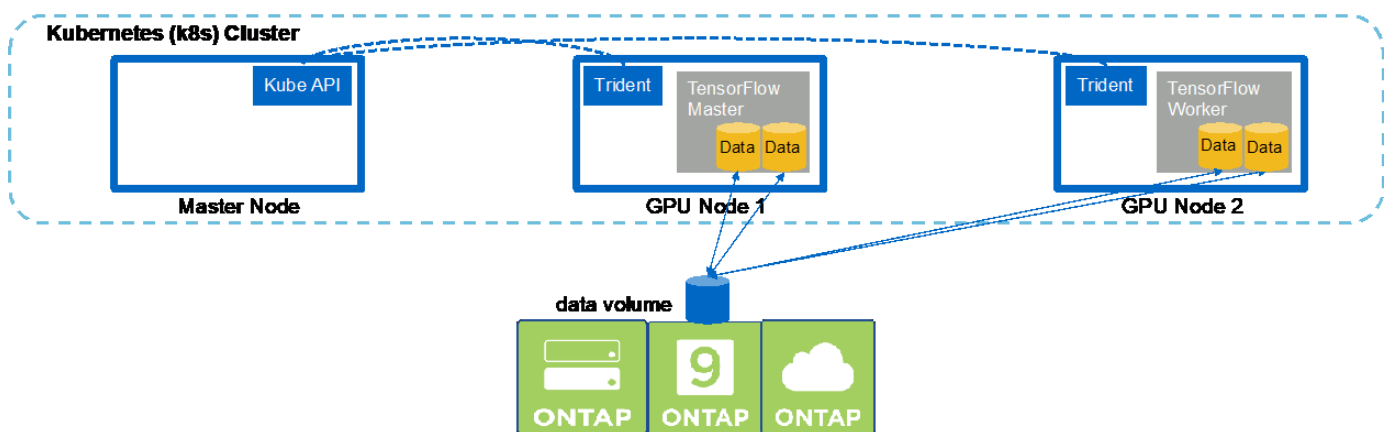 Kubernetes (k8s) Cluster
Kube API
Master Node
Trident
TensorFlow
Master
Data
Data
GPU Node 1
Trident
TensorFlow
Worker
Data
Data
GPU Node 2
data volume
ONTAP
9
ONTAP
ONTAP